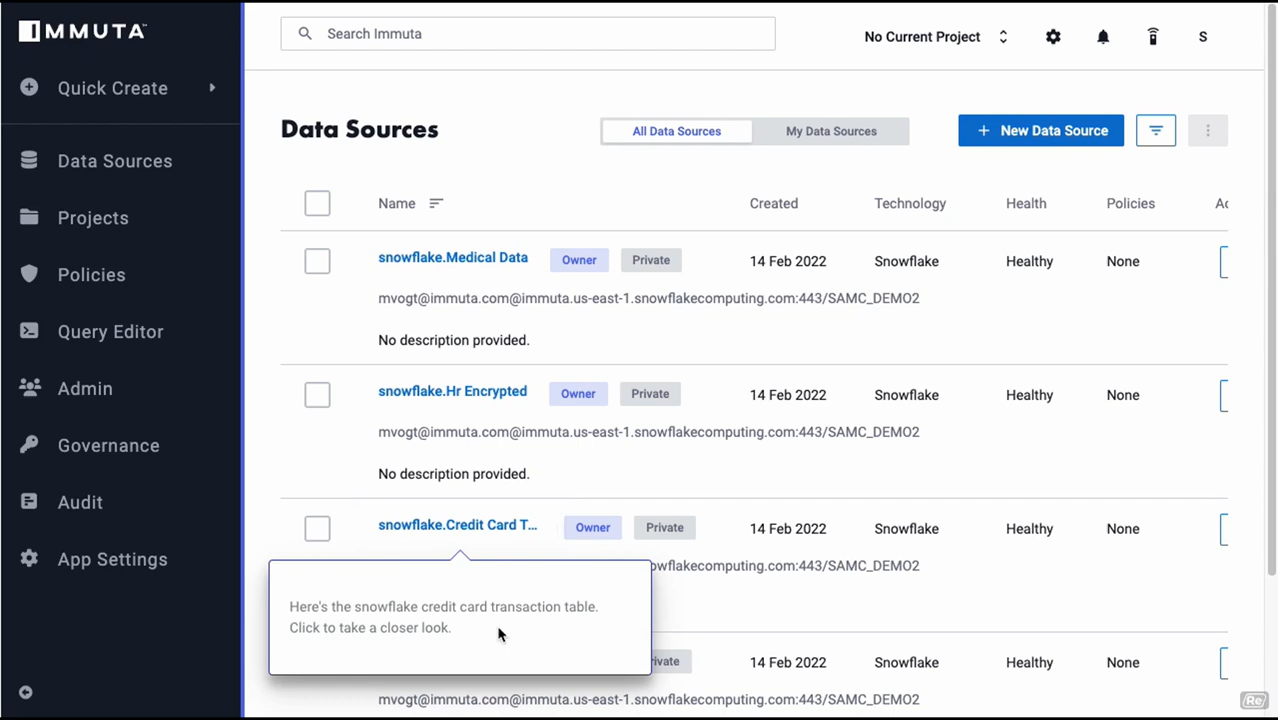 IMMUTA
Search Immuta
No Current Project
S
Quick Create
Data Sources
Projects
Policies
Query Editor
Admin
Governance
Audit
App Settings
Data Sources
All Data Sources
My Data Sources
+ New Data Source
Name Created Technology Health Policies
snowflake.Medical Data Owner Private 14 Feb 2022 Snowflake Healthy None
mvogt@immuta.com@immuta.us-east-1.snowflakecomputing.com:443/SAMC_DEMO2
No description provided.
snowflake.Hr Encrypted Owner Private 14 Feb 2022 Snowflake Healthy None
mvogt@immuta.com@immuta.us-east-1.snowflakecomputing.com:443/SAMC_DEMO2
No description provided.
snowflake.Credit Card T... Owner Private 14 Feb 2022 Snowflake Healthy None
owflakecomputing.com:443/SAMC_DEMO2
Here's the snowflake credit card transaction table.
Click to take a closer look.
ivate 14 Feb 2022 Snowflake Healthy None
mvogt@immuta.com@immuta.us-east-1.snowflakecomputing.com:443/SAMC_DEMO2
Re